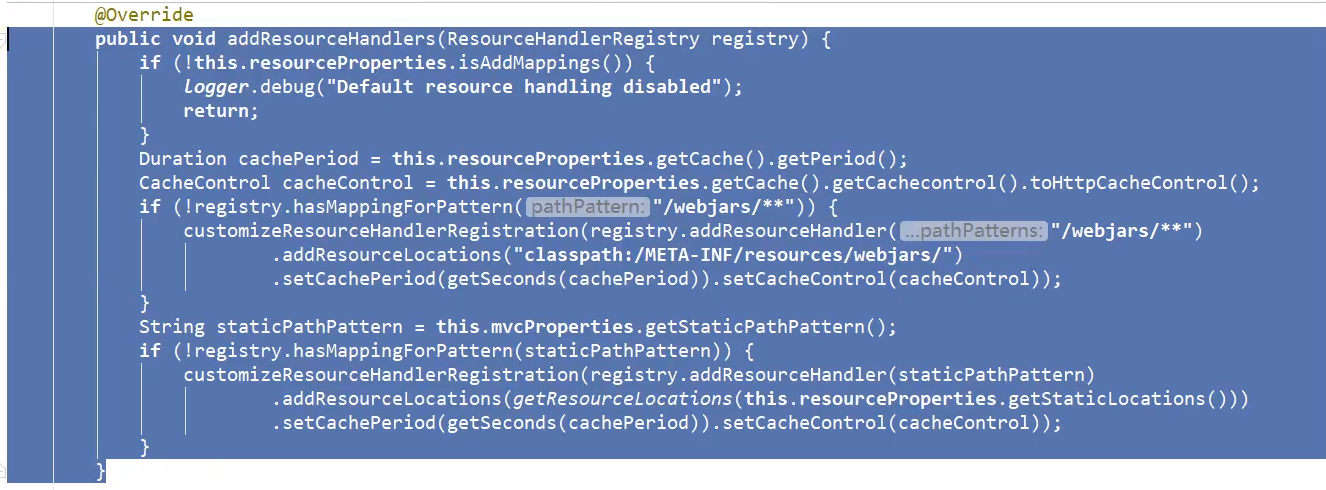 @Override
public void addResourceHandlers(ResourceHandlerRegistry registry) {
if (!this.resourceProperties.isAddMappings()) {
logger.debug("Default resource handling disabled");
return;
}
Duration cachePeriod = this.resourceProperties.getCache().getPeriod();
CacheControl cacheControl = this.resourceProperties.getCache().getCachecontrol().toHttpCacheControl();
if (!registry.hasMappingForPattern( pathPattern: "/webjars/**")) {
customizeResourceHandlerRegistration(registry.addResourceHandler( ...pathPatterns: "/webjars/**")
.addResourceLocations("classpath:/META-INF/resources/webjars/")
.setCachePeriod(getSeconds(cachePeriod)).setCacheControl(cacheControl));
}
String staticPathPattern = this.mvcProperties.getStaticPathPattern();
if (!registry.hasMappingForPattern(staticPathPattern)) {
customizeResourceHandlerRegistration(registry.addResourceHandler(staticPathPattern)
.addResourceLocations(getResourceLocations(this.resourceProperties.getStaticLocations()))
.setCachePeriod(getSeconds(cachePeriod)).setCacheControl(cacheControl));
}
}